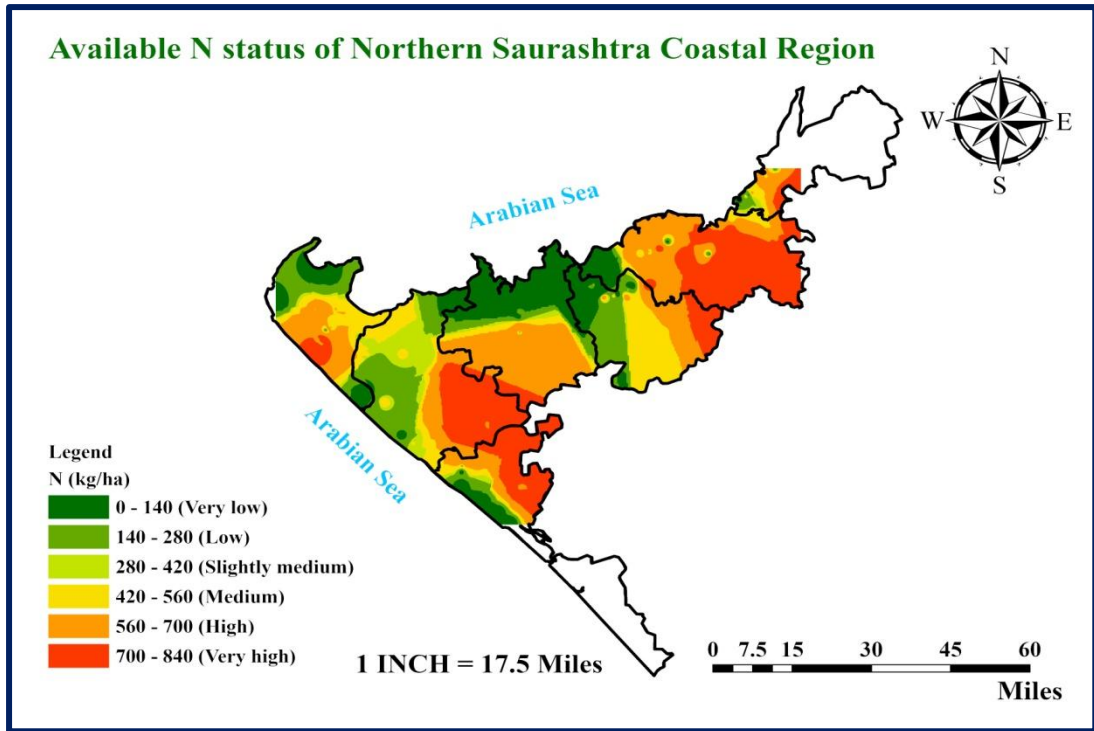 Available N status of Northern Saurashtra Coastal Region
N
W E
S
Arabian Sea
Arabian Sea
Legend
N (kg/ha)
0 - 140 (Very low)
140 - 280 (Low)
280 - 420 (Slightly medium)
420 - 560 (Medium)
560 - 700 (High)
700 - 840 (Very high)
1 INCH = 17.5 Miles
0 7.5 15 30 45 60
Miles